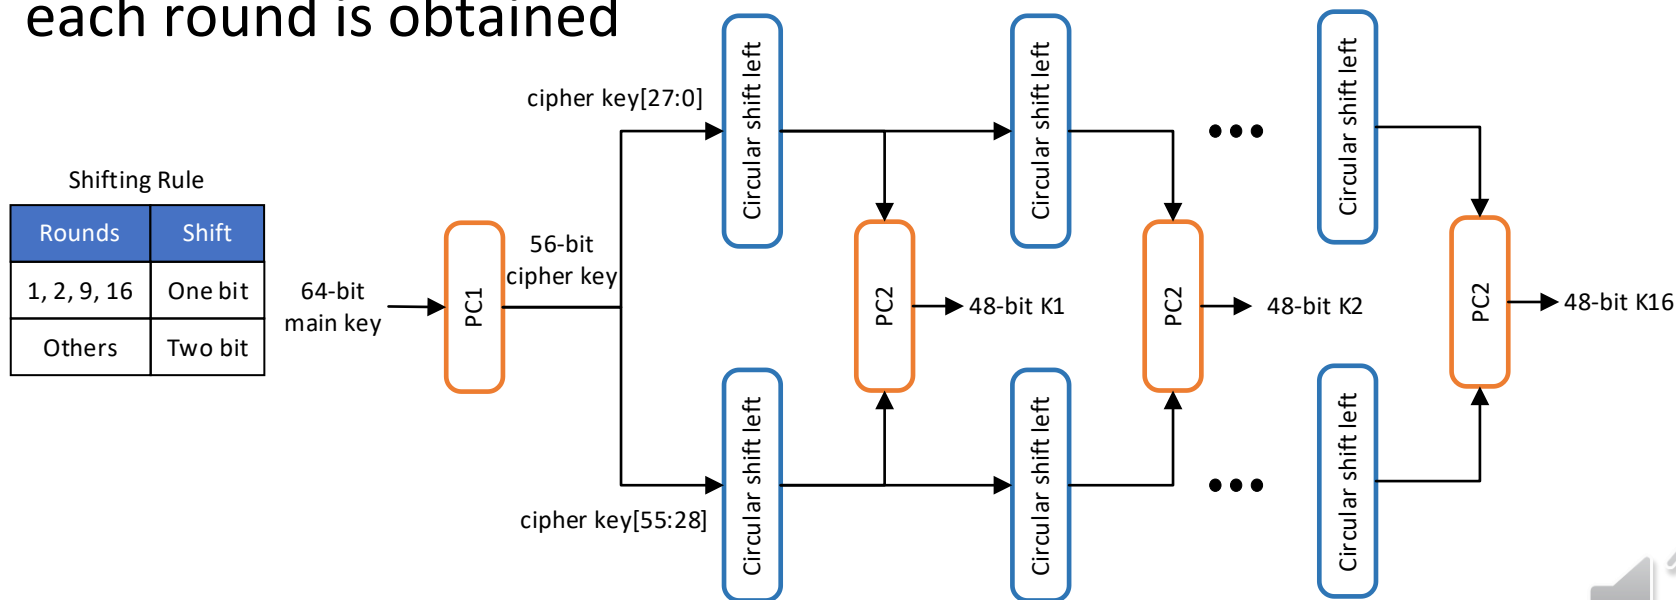 each round is obtained
Shifting Rule
Rounds Shift
1, 2, 9, 16 One bit
Others Two bit
64-bit
main key
PC1
56-bit
cipher key
cipher key[27:0]
cipher key[55:28]
Circular shift left
Circular shift left
PC2
48-bit K1
Circular shift left
Circular shift left
PC2
48-bit K2
Circular shift left
Circular shift left
PC2
48-bit K16